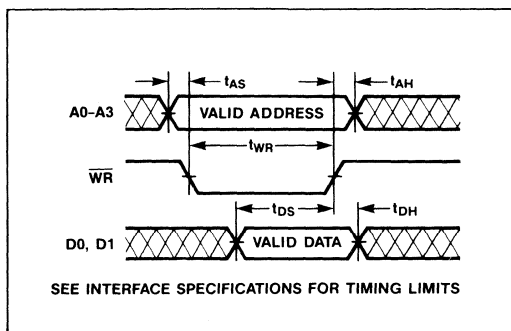 tAS tAH
A0–A3 VALID ADDRESS
tWR
WR
tDS tDH
D0, D1 VALID DATA
SEE INTERFACE SPECIFICATIONS FOR TIMING LIMITS